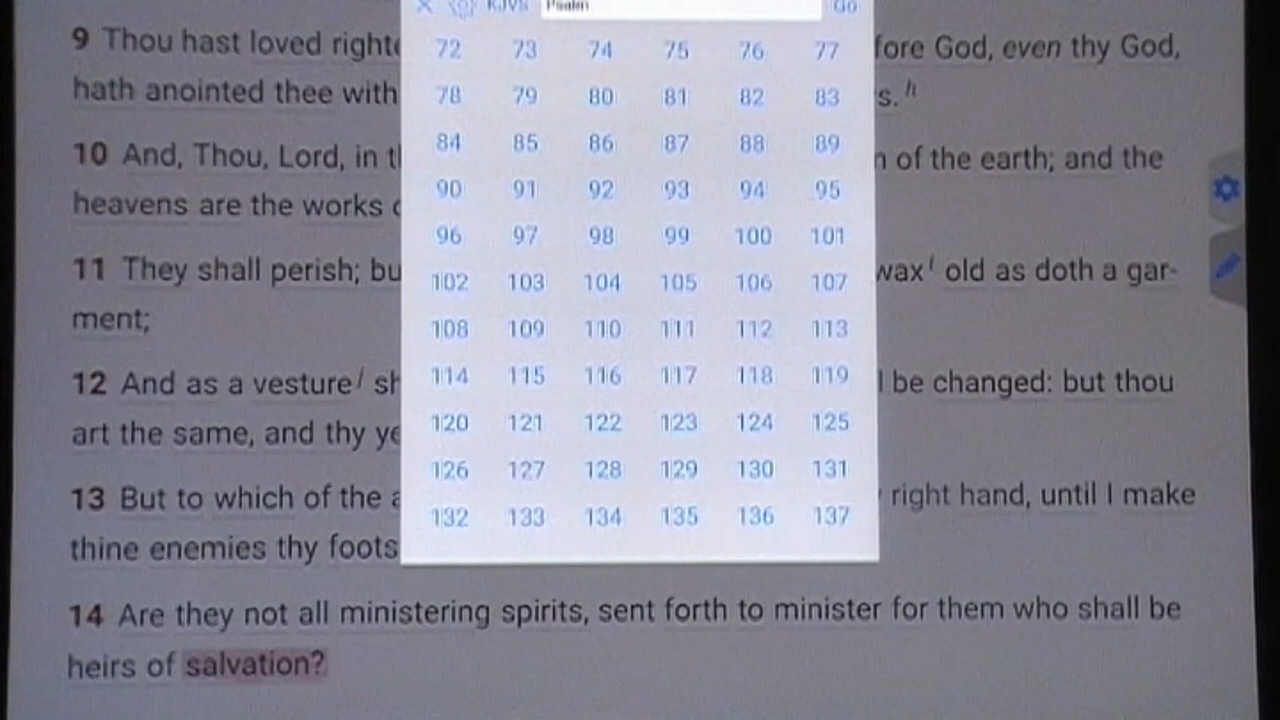 KJVs Psalm Go
9 Thou hast loved righte fore God, even thy God,
hath anointed thee with s. h
10 And, Thou, Lord, in t of the earth; and the
heavens are the works
11 They shall perish; bu wax old as doth a gar-
ment;
12 And as a vesture sh be changed: but thou
art the same, and thy ye
13 But to which of the a right hand, until I make
thine enemies thy foots
14 Are they not all ministering spirits, sent forth to minister for them who shall be
heirs of salvation?
72 73 74 75 76 77
78 79 80 81 82 83
84 85 86 87 88 89
90 91 92 93 94 95
96 97 98 99 100 101
102 103 104 105 106 107
108 109 110 111 112 113
114 115 116 117 118 119
120 121 122 123 124 125
126 127 128 129 130 131
132 133 134 135 136 137